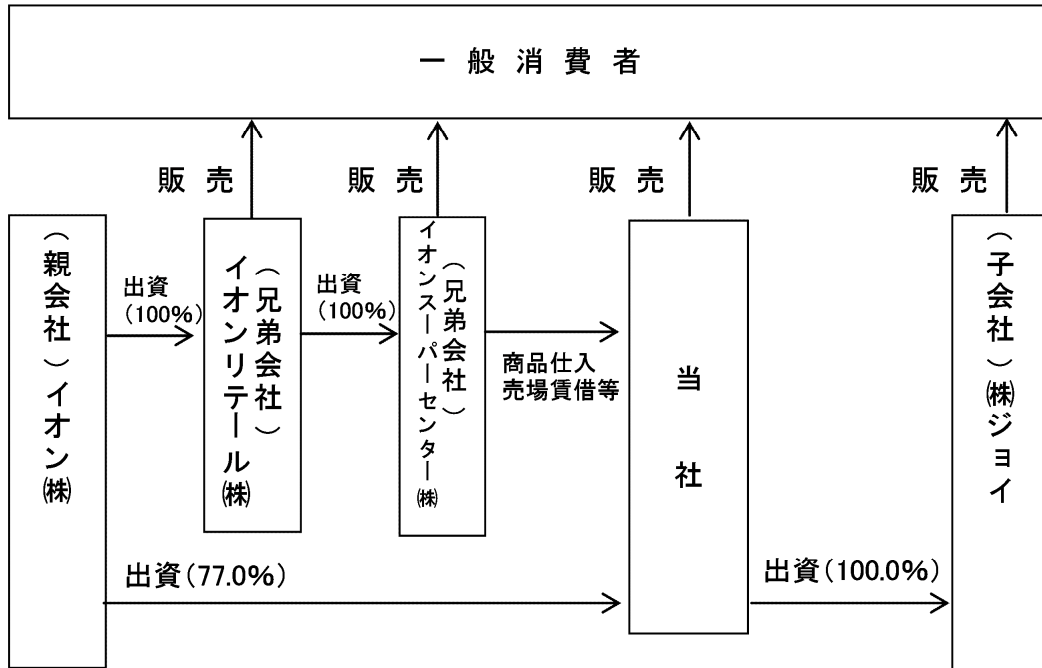 一般消費者
販売
販売
販売
販売
（親会社）イオン㈱
出資
（100%）
（兄弟会社）
イオンリテール㈱
出資
（100%）
（兄弟会社）
イオンスーパーセンター㈱
商品仕入
売場賃借等
当社
（子会社）㈱ジョイ
出資（77.0%）
出資（100.0%）